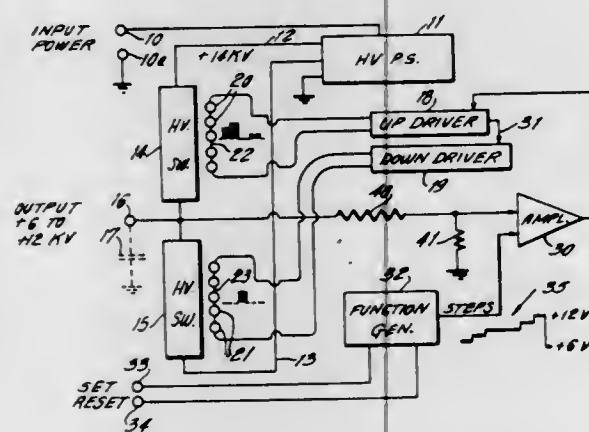 INPUT POWER
10
10a
12
+14KV
11
HV P.S.
20
18
UP DRIVER
31
14
HV. SW.
22
DOWN DRIVER
19
OUTPUT +6 TO +12 KV
16
17
40
41
AMPL.
30
15
HV. SW.
23
21
13
32
FUNCTION GEN.
STEPS
35
+12V
+6V
33
SET
RESET
34